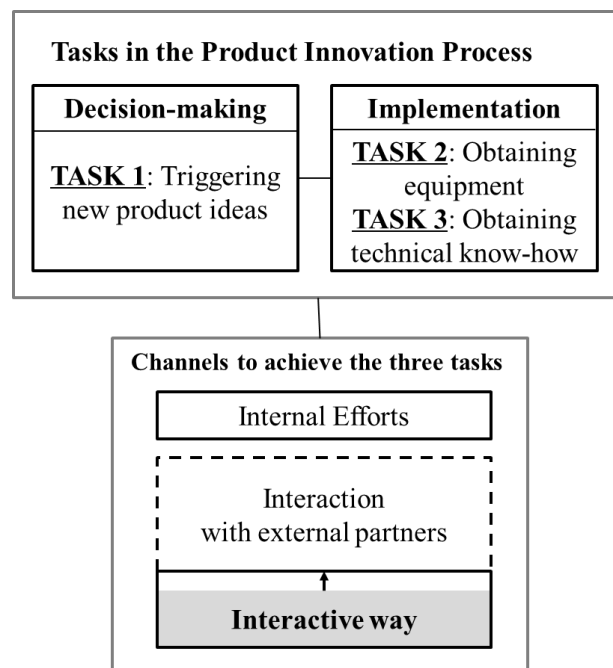 Tasks in the Product Innovation Process
Decision-making
TASK 1: Triggering
new product ideas
Implementation
TASK 2: Obtaining
equipment
TASK 3: Obtaining
technical know-how
Channels to achieve the three tasks
Internal Efforts
Interaction
with external partners
Interactive way